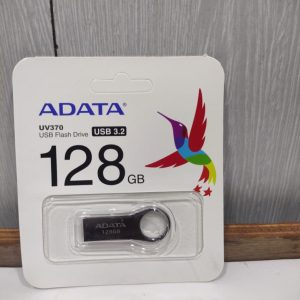 ADATA
UV370
USB Flash Drive USB 3.2
128 GB
ADATA
128GB